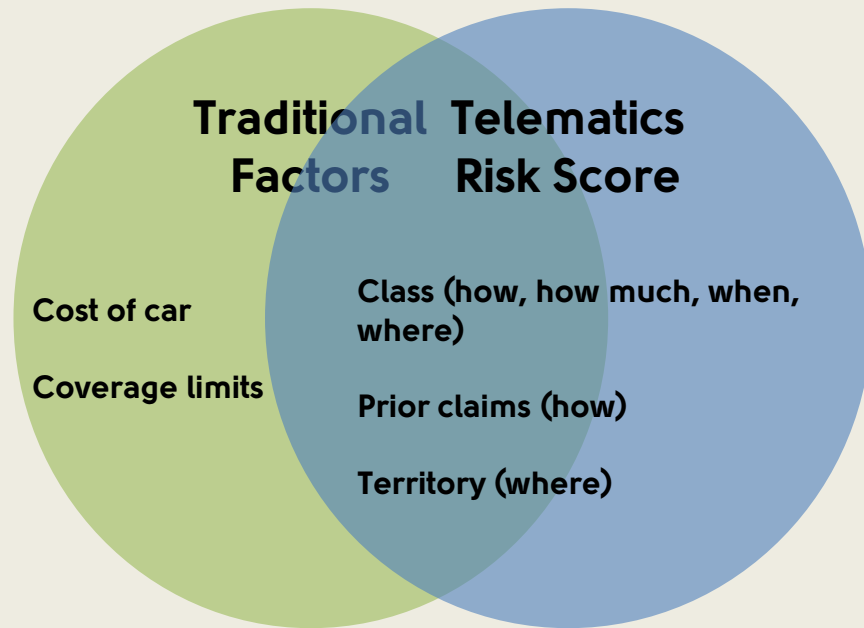 Traditional
Factors
Telematics
Risk Score
Cost of car
Coverage limits
Class (how, how much, when,
where)
Prior claims (how)
Territory (where)